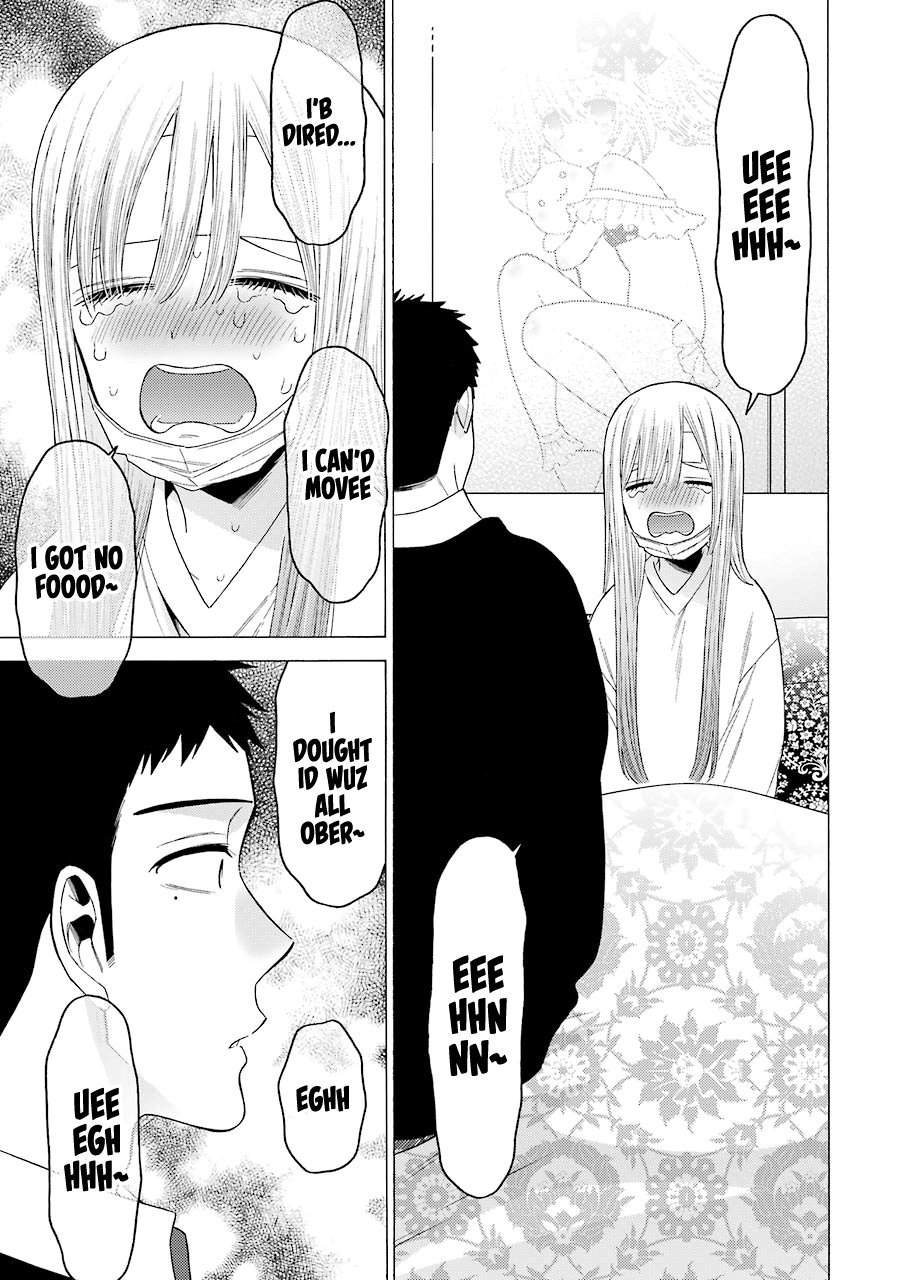 UEE
EEE
HHH~
EEE
HHN
NN~
I'B
DIRED...
I CAN'D
MOVEE
I GOT NO
FOOOD~
I
DOUGHT
ID WUZ
ALL
OBER~
EGHH
UEE
EGH
HHH~